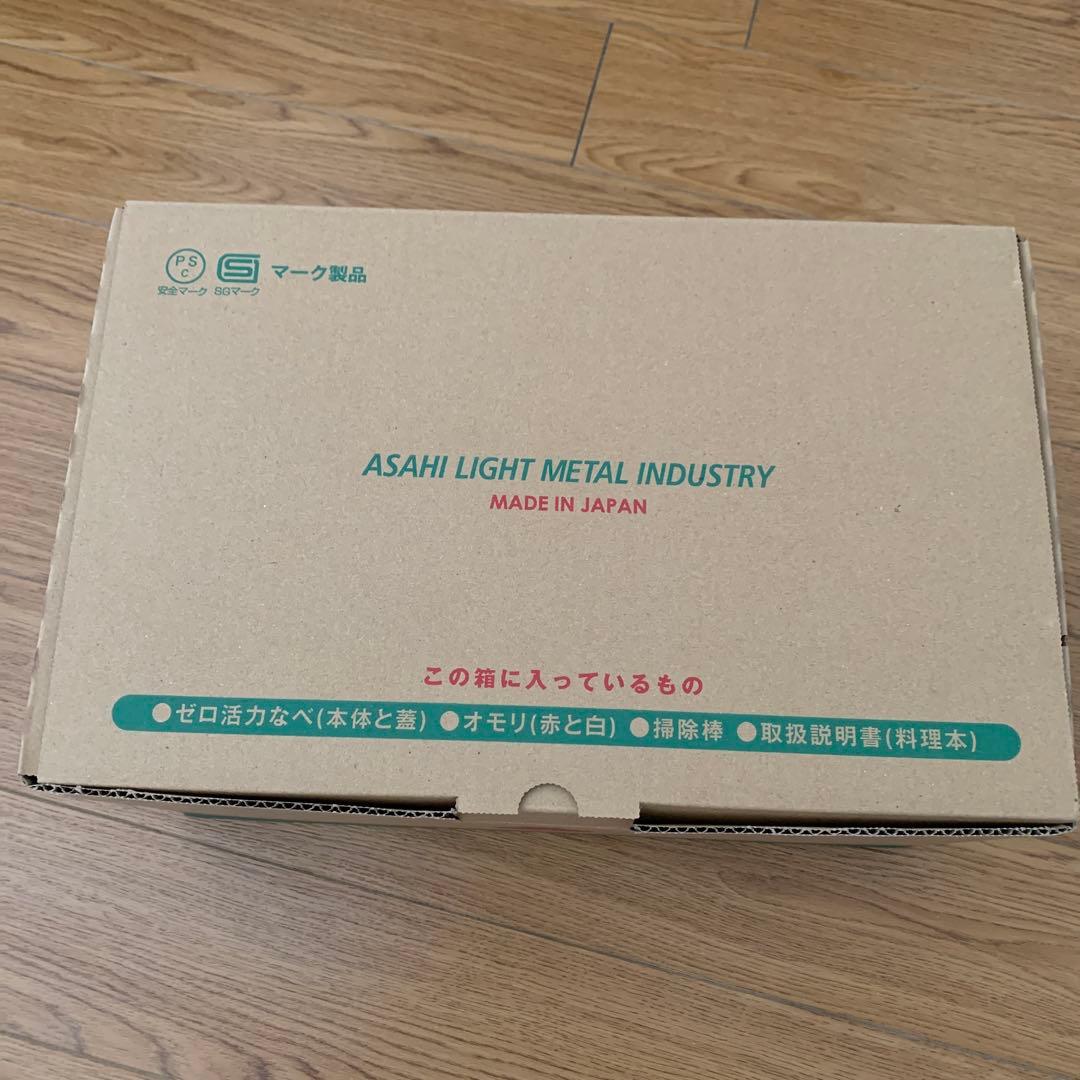 PSc SG マーク製品
安全マーク SGマーク
ASAHI LIGHT METAL INDUSTRY
MADE IN JAPAN
この箱に入っているもの
●ゼロ活力なべ(本体と蓋) ●オモリ(赤と白) ●掃除棒 ●取扱説明書(料理本)